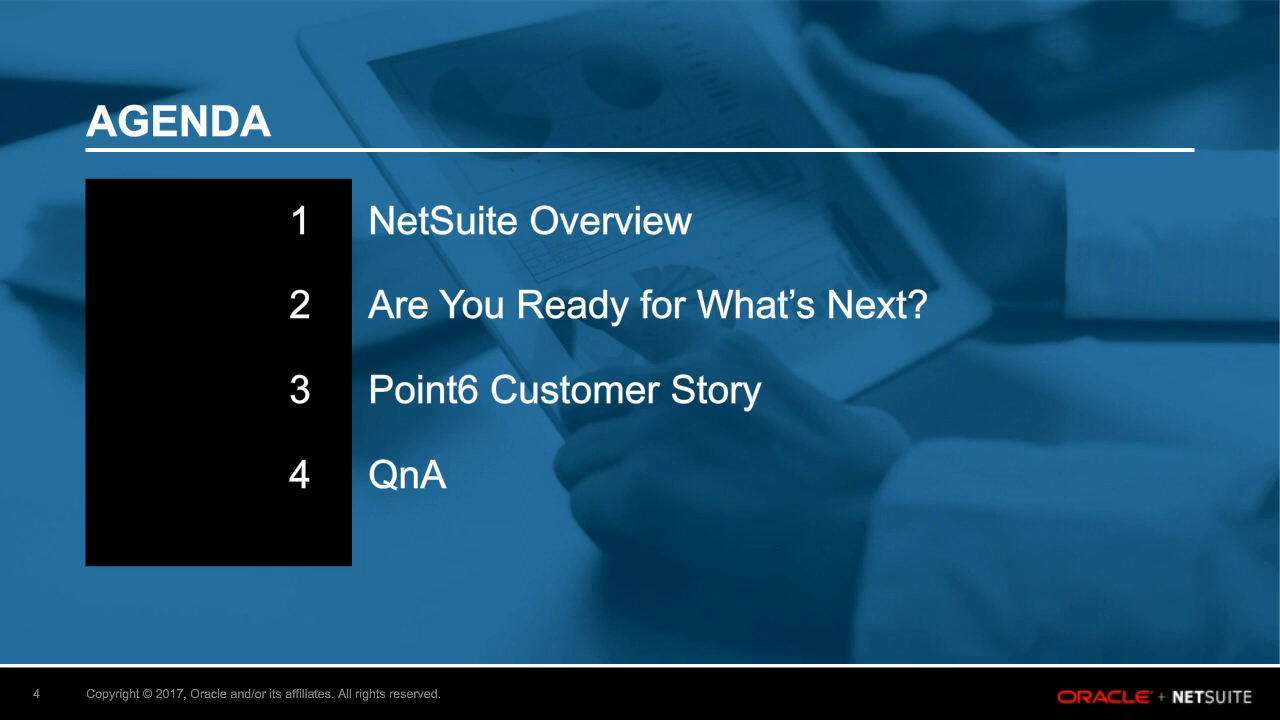 AGENDA
1 NetSuite Overview
2 Are You Ready for What’s Next?
3 Point6 Customer Story
4 QnA
4 Copyright © 2017, Oracle and/or its affiliates. All rights reserved.
ORACLE + NETSUITE